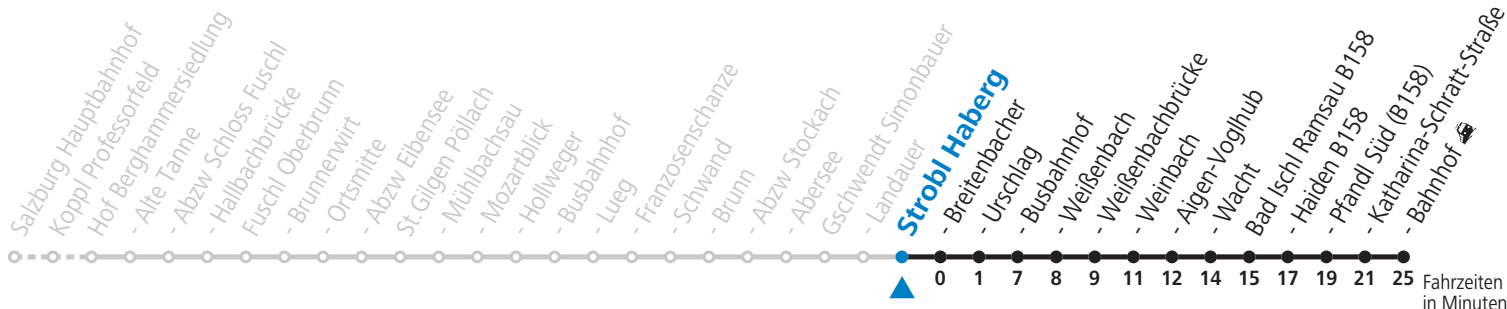 Salzburg Hauptbahnhof
Koppl Professorfeld
Hof Berghammersiedlung
- Alte Tanne
- Abzw Schloss Fuschl
- Hallbachbrücke
Fuschl Oberbrunn
- Brunnenwirt
- Ortsmitte
- Abzw Eibensee
St.Gilgen Pöllach
- Mühlbachsau
- Mozartblick
- Hollweger
- Busbahnhof
- Lueg
- Franzosenschanze
- Schwand
- Brunn
- Abzw Stockach
- Abersee
Gschwendt Simonbauer
- Landauer
Strobl Haberg
- Breitenbacher
- Urschlag
- Busbahnhof
- Weißenbach
- Weißenbachbrücke
- Weinbach
- Aigen-Voglhub
- Wacht
Bad Ischl Ramsau B158
- Haiden B158
- Pfandl Süd (B158)
- Katharina-Schratt-Straße
- Bahnhof
0 1 7 8 9 11 12 14 15 17 19 21 25 Fahrzeiten
in Minuten